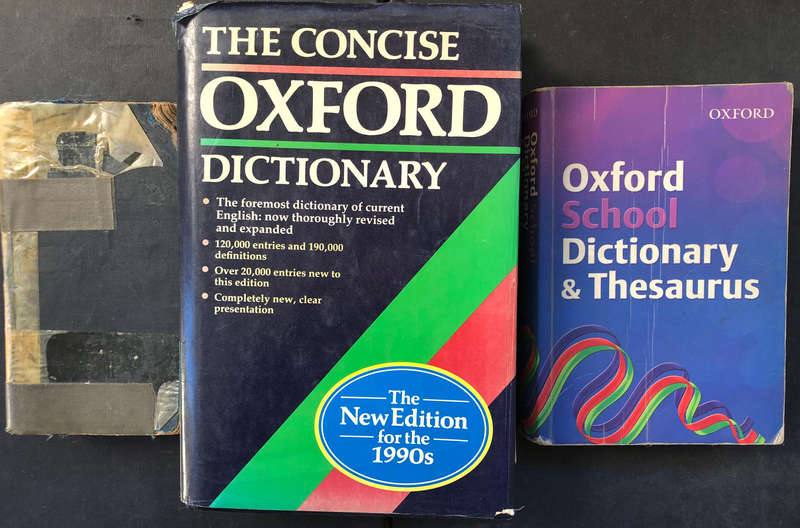 THE CONCISE
OXFORD
DICTIONARY
• The foremost dictionary of current
English: now thoroughly revised
and expanded
• 120,000 entries and 190,000
definitions
• Over 20,000 entries new to
this edition
• Completely new, clear
presentation
The
New Edition
for the
1990s
OXFORD
Oxford
School
Dictionary
& Thesaurus
Oxford School
Dictionary